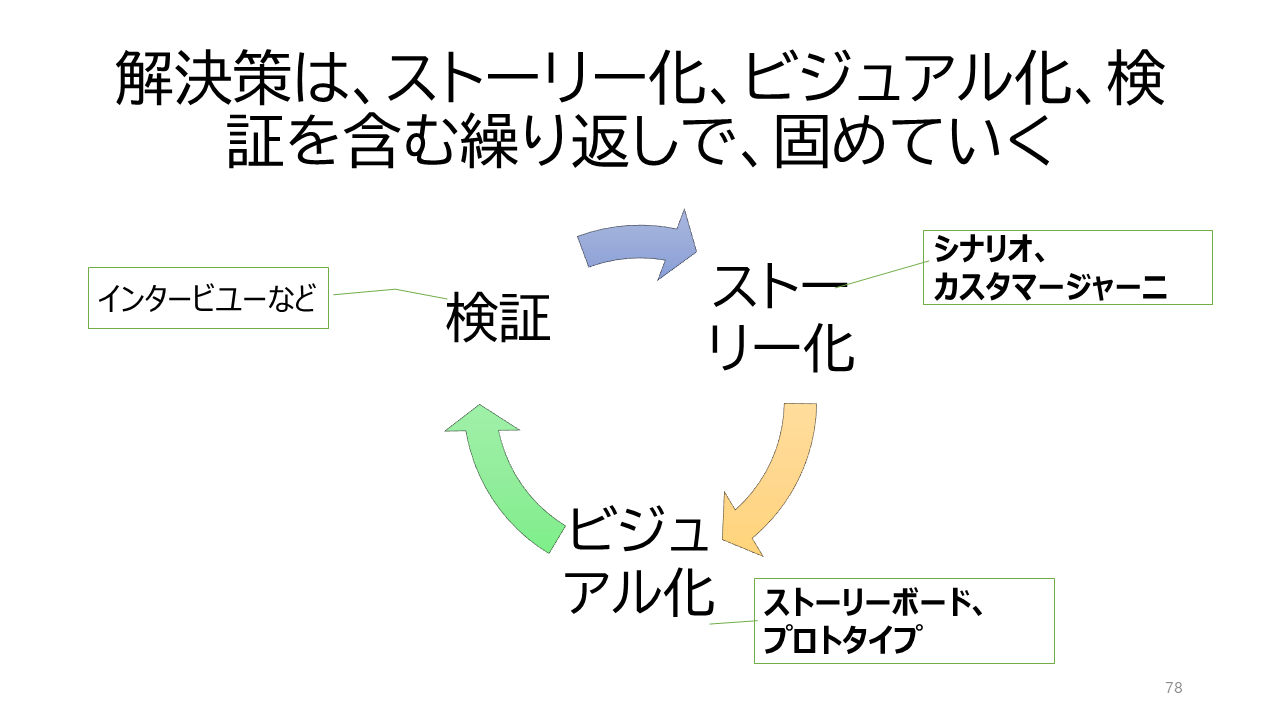 解決策は、ストーリー化、ビジュアル化、検
証を含む繰り返しで、固めていく
インタービユーなど
検証
ストー
リー化
シナリオ、
カスタマージャーニ
ビジュ
アル化
ストーリーボード、
プロトタイプ
78